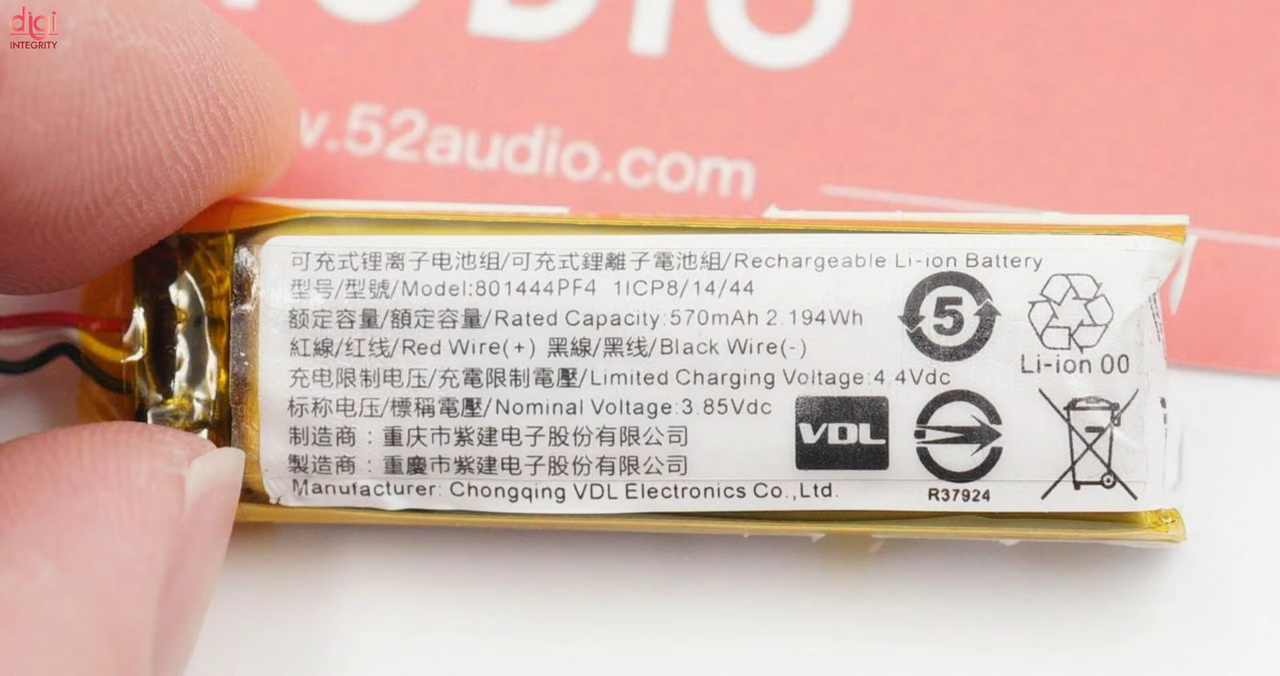 digi
INTEGRITY
UDIO
w.52audio.com
可充式锂离子电池组/可充式鋰離子電池組/Rechargeable Li-ion Battery
型号/型號/Model:801444PF4 1ICP8/14/44
额定容量/額定容量/Rated Capacity:570mAh 2.194Wh
紅線/红线/Red Wire(+) 黑線/黑线/Black Wire(-)
充电限制电压/充電限制電壓/Limited Charging Voltage:4.4Vdc
标称电压/標稱電壓/Nominal Voltage:3.85Vdc
制造商：重庆市紫建电子股份有限公司
製造商：重慶市紫建电子股份有限公司
Manufacturer: Chongqing VDL Electronics Co.,Ltd.
5
Li-ion 00
VDL
R37924